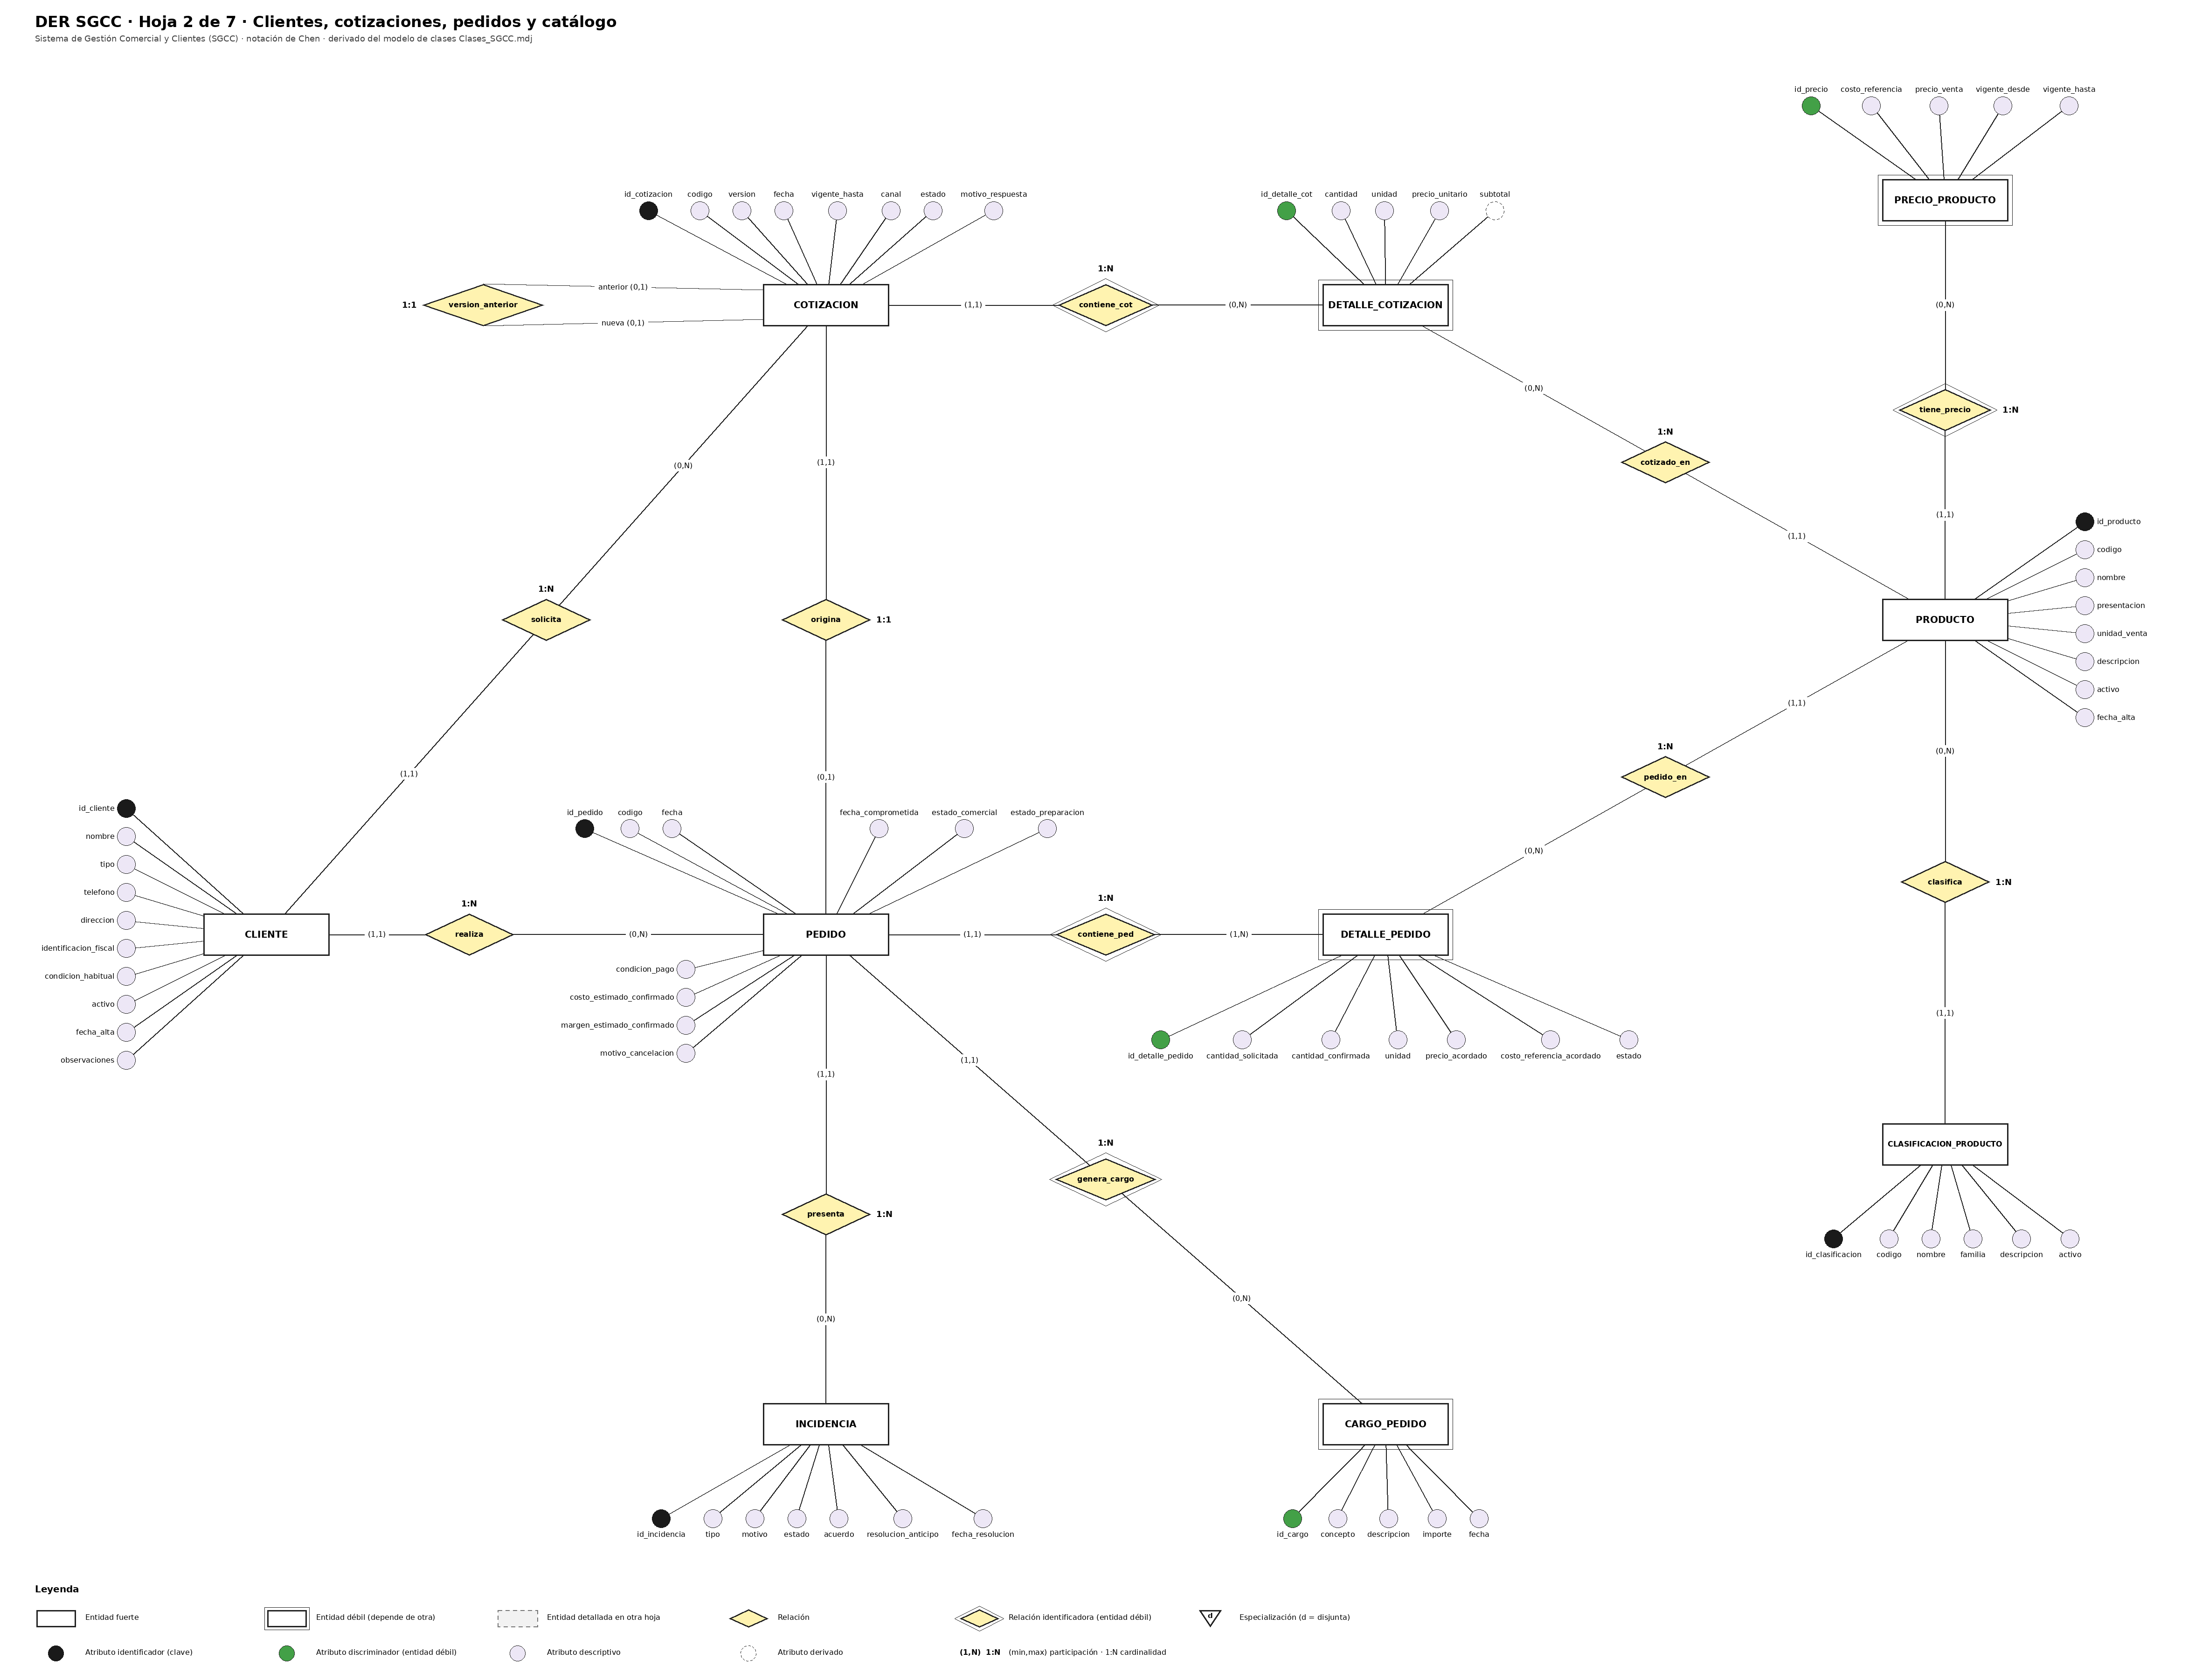 DER SGCC · Hoja 2 de 7 · Clientes, cotizaciones, pedidos y catálogo
Sistema de Gestión Comercial y Clientes (SGCC) · notación de Chen · derivado del modelo de clases Clases_SGCC.mdj
id_precio costo_referencia precio_venta vigente_desde vigente_hasta
PRECIO_PRODUCTO
id_cotizacion codigo version fecha vigente_hasta canal estado motivo_respuesta
id_detalle_cot cantidad unidad precio_unitario subtotal
1:N
anterior (0,1)
1:1 version_anterior
COTIZACION
(1,1)
contiene_cot
(0,N)
DETALLE_COTIZACION
(0,N)
nueva (0,1)
(0,N)
tiene_precio 1:N
1:N
cotizado_en
(0,N)
(1,1)
(1,1)
(1,1)
id_producto
codigo
nombre
presentacion
unidad_venta
descripcion
activo
fecha_alta
PRODUCTO
1:N
solicita
origina 1:1
(1,1)
(0,N)
1:N
pedido_en
(1,1)
(0,1)
id_cliente
nombre
tipo
telefono
direccion
identificacion_fiscal
condicion_habitual
activo
fecha_alta
observaciones
id_pedido codigo fecha fecha_comprometida estado_comercial estado_preparacion
(0,N)
clasifica 1:N
CLIENTE
(1,1)
1:N
realiza
(0,N)
PEDIDO
(1,1)
1:N
contiene_ped
(1,N)
DETALLE_PEDIDO
condicion_pago
costo_estimado_confirmado
margen_estimado_confirmado
motivo_cancelacion
(1,1)
id_detalle_pedido cantidad_solicitada cantidad_confirmada unidad precio_acordado costo_referencia_acordado estado
(1,1)
(1,1)
1:N
genera_cargo
CLASIFICACION_PRODUCTO
presenta 1:N
id_clasificacion codigo nombre familia descripcion activo
(0,N)
(0,N)
INCIDENCIA
CARGO_PEDIDO
id_incidencia tipo motivo estado acuerdo resolucion_anticipo fecha_resolucion
id_cargo concepto descripcion importe fecha
Leyenda
Entidad fuerte
Entidad débil (depende de otra)
Entidad detallada en otra hoja
Relación
Relación identificadora (entidad débil)
d Especialización (d = disjunta)
Atributo identificador (clave)
Atributo discriminador (entidad débil)
Atributo descriptivo
Atributo derivado
(1,N) 1:N (min,max) participación · 1:N cardinalidad